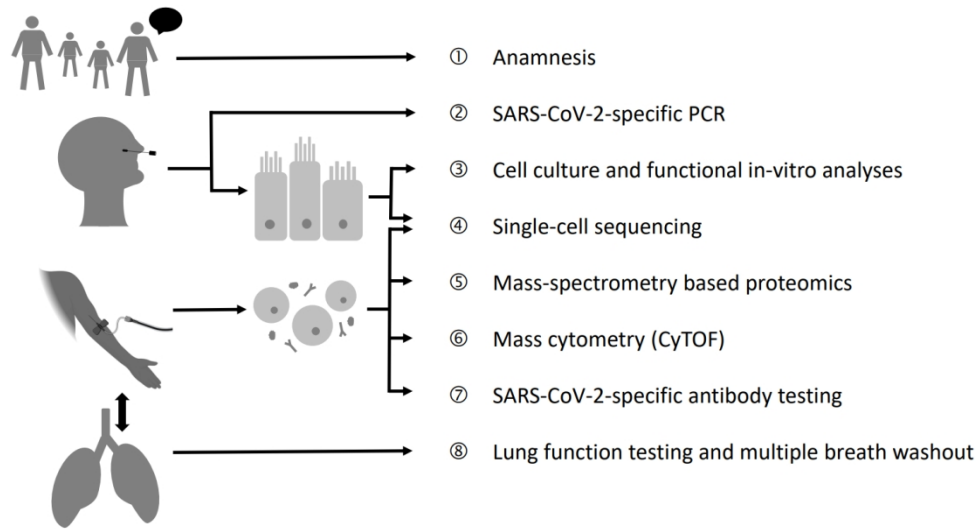 ① Anamnesis
② SARS-CoV-2-specific PCR
③ Cell culture and functional in-vitro analyses
④ Single-cell sequencing
⑤ Mass-spectrometry based proteomics
⑥ Mass cytometry (CyTOF)
⑦ SARS-CoV-2-specific antibody testing
⑧ Lung function testing and multiple breath washout